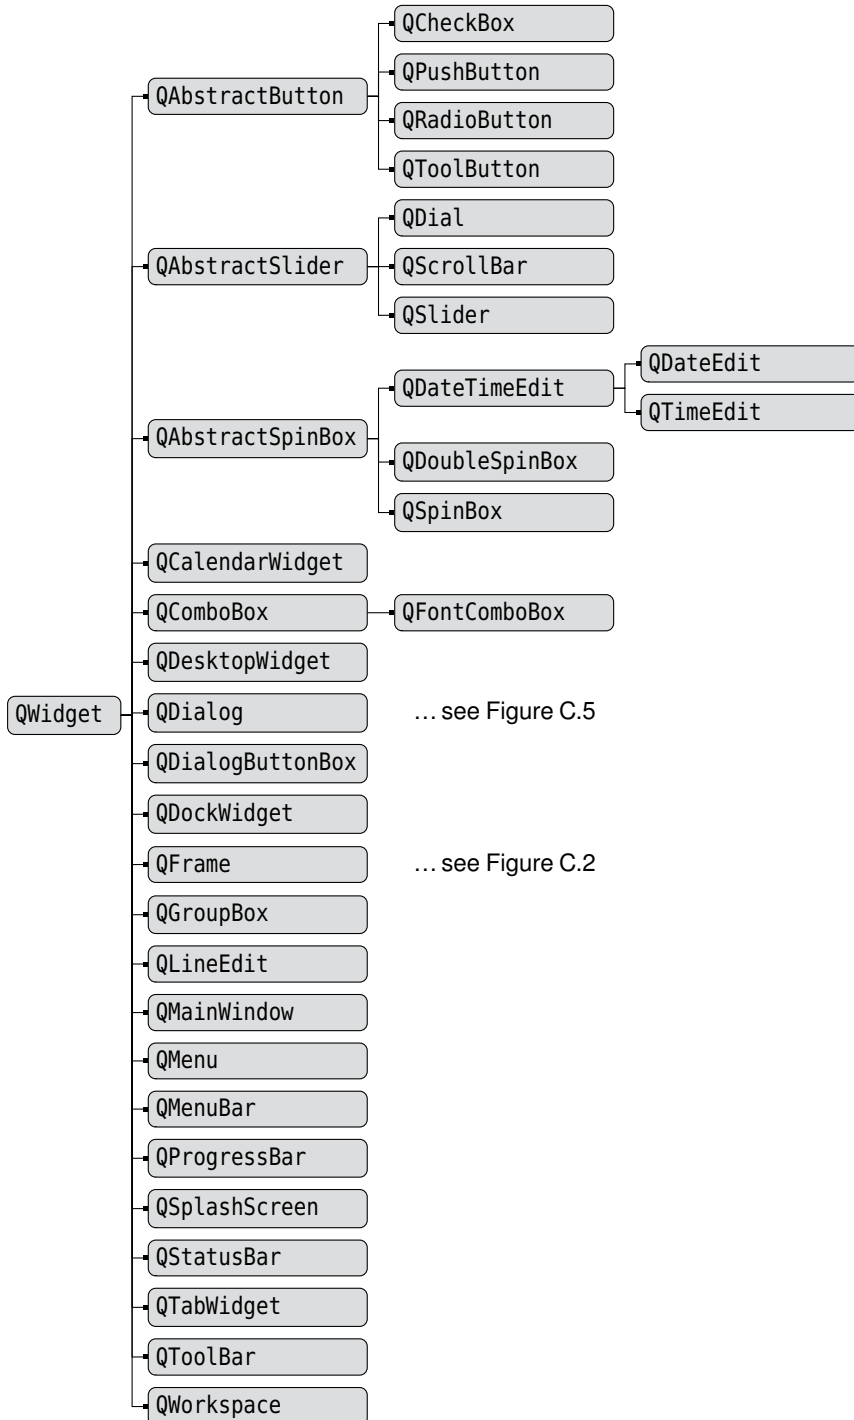 QCheckBox
QPushButton
QAbstractButton
QRadioButton
QToolButton
QDial
QAbstractSlider
QScrollBar
QSlider
QDateEdit
QDateTimeEdit
QTimeEdit
QAbstractSpinBox
QDoubleSpinBox
QSpinBox
QCalendarWidget
QComboBox
QFontComboBox
QDesktopWidget
QWidget
QDialog
… see Figure C.5
QDialogButtonBox
QDockWidget
QFrame
… see Figure C.2
QGroupBox
QLineEdit
QMainWindow
QMenu
QMenuBar
QProgressBar
QSplashScreen
QStatusBar
QTabWidget
QToolBar
QWorkspace